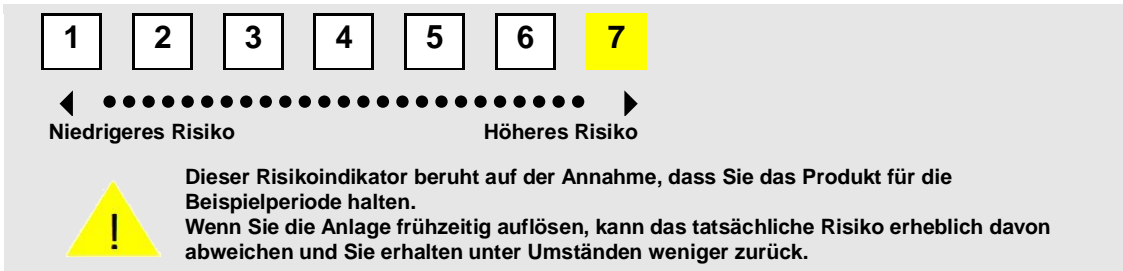 1 2 3 4 5 6 7
Niedrigeres Risiko Höheres Risiko
Dieser Risikoindikator beruht auf der Annahme, dass Sie das Produkt für die
Beispielperiode halten.
Wenn Sie die Anlage frühzeitig auflösen, kann das tatsächliche Risiko erheblich davon
abweichen und Sie erhalten unter Umständen weniger zurück.
!